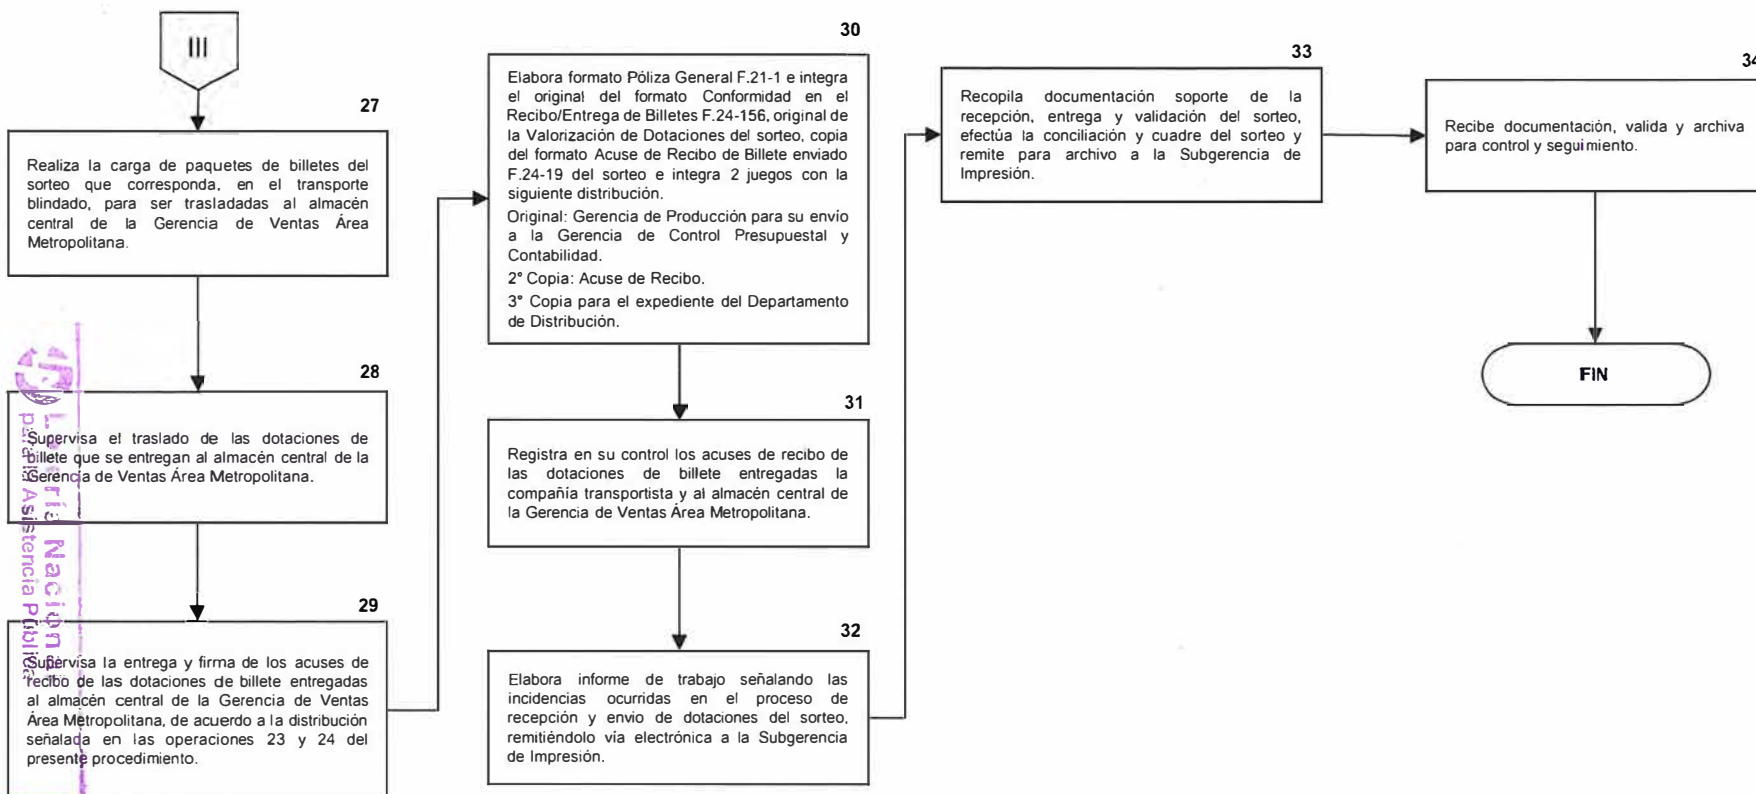 III
27
Realiza la carga de paquetes de billetes del
sorteo que corresponda, en el transporte
blindado, para ser trasladadas al almacén
central de la Gerencia de Ventas Área
Metropolitana.
28
Supervisa el traslado de las dotaciones de
billete que se entregan al almacén central de la
Gerencia de Ventas Área Metropolitana.
29
Supervisa la entrega y firma de los acuses de
recibo de las dotaciones de billete entregadas
al almacén central de la Gerencia de Ventas
Área Metropolitana, de acuerdo a la distribución
señalada en las operaciones 23 y 24 del
presente procedimiento.
30
Elabora formato Póliza General F.21-1 e integra
el original del formato Conformidad en el
Recibo/Entrega de Billetes F.24-156, original de
la Valorización de Dotaciones del sorteo, copia
del formato Acuse de Recibo de Billete enviado
F.24-19 del sorteo e integra 2 juegos con la
siguiente distribución.
Original: Gerencia de Producción para su envío
a la Gerencia de Control Presupuestal y
Contabilidad.
2° Copia: Acuse de Recibo.
3° Copia para el expediente del Departamento
de Distribución.
31
Registra en su control los acuses de recibo de
las dotaciones de billete entregadas la
compañía transportista y al almacén central de
la Gerencia de Ventas Área Metropolitana.
32
Elabora informe de trabajo señalando las
incidencias ocurridas en el proceso de
recepción y envio de dotaciones del sorteo,
remitiéndolo vía electrónica a la Subgerencia
de Impresión.
33
Recopila documentación soporte de la
recepción, entrega y validación del sorteo,
efectúa la conciliación y cuadre del sorteo y
remite para archivo a la Subgerencia de
Impresión.
34
Recibe documentación, valida y archiva
para control y seguimiento.
FIN
Lotería Nacional
para la Asistencia Pública